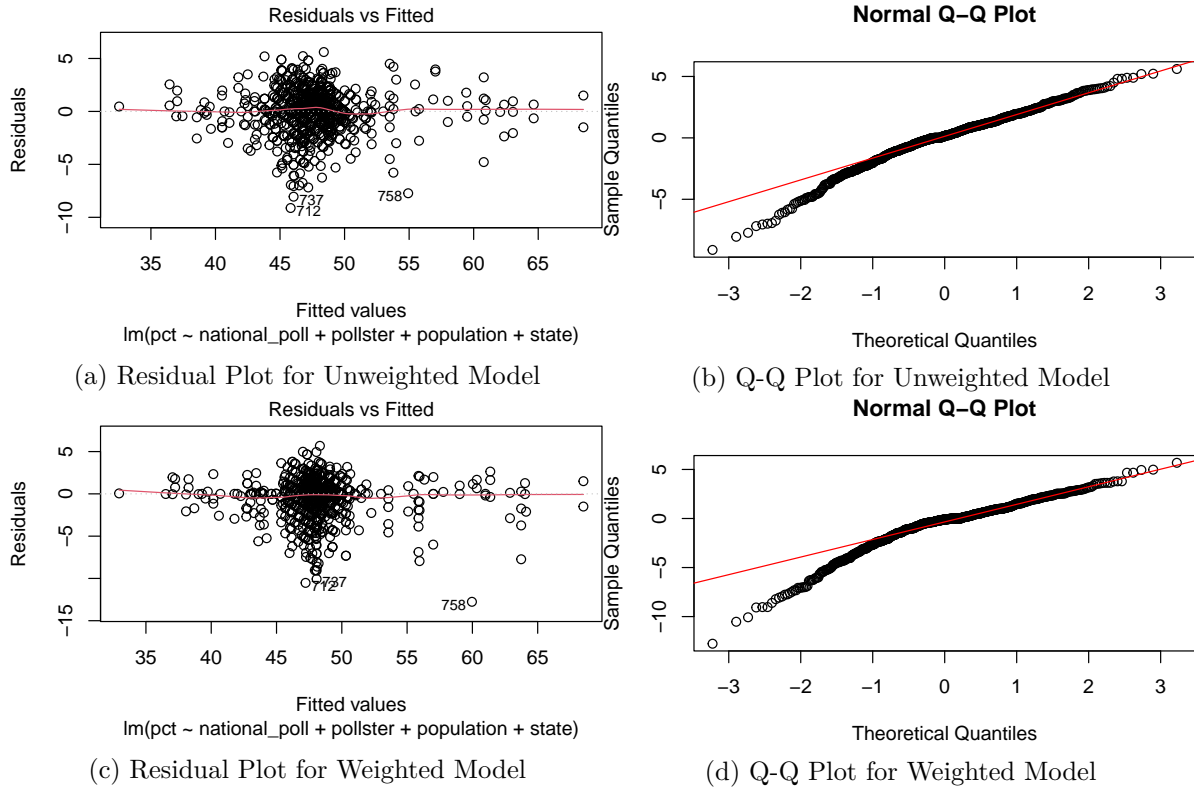 Residuals vs Fitted
Residuals
5
0
−5
−10
737
712
758
35 40 45 50 55 60 65
Fitted values
lm(pct ~ national_poll + pollster + population + state)
(a) Residual Plot for Unweighted Model
Normal Q−Q Plot
Sample Quantiles
5
0
−5
−3 −2 −1 0 1 2 3
Theoretical Quantiles
(b) Q-Q Plot for Unweighted Model
Residuals vs Fitted
Residuals
5
0
−5
−15
712
737
758
35 40 45 50 55 60 65
Fitted values
lm(pct ~ national_poll + pollster + population + state)
(c) Residual Plot for Weighted Model
Normal Q−Q Plot
Sample Quantiles
5
0
−5
−10
−3 −2 −1 0 1 2 3
Theoretical Quantiles
(d) Q-Q Plot for Weighted Model